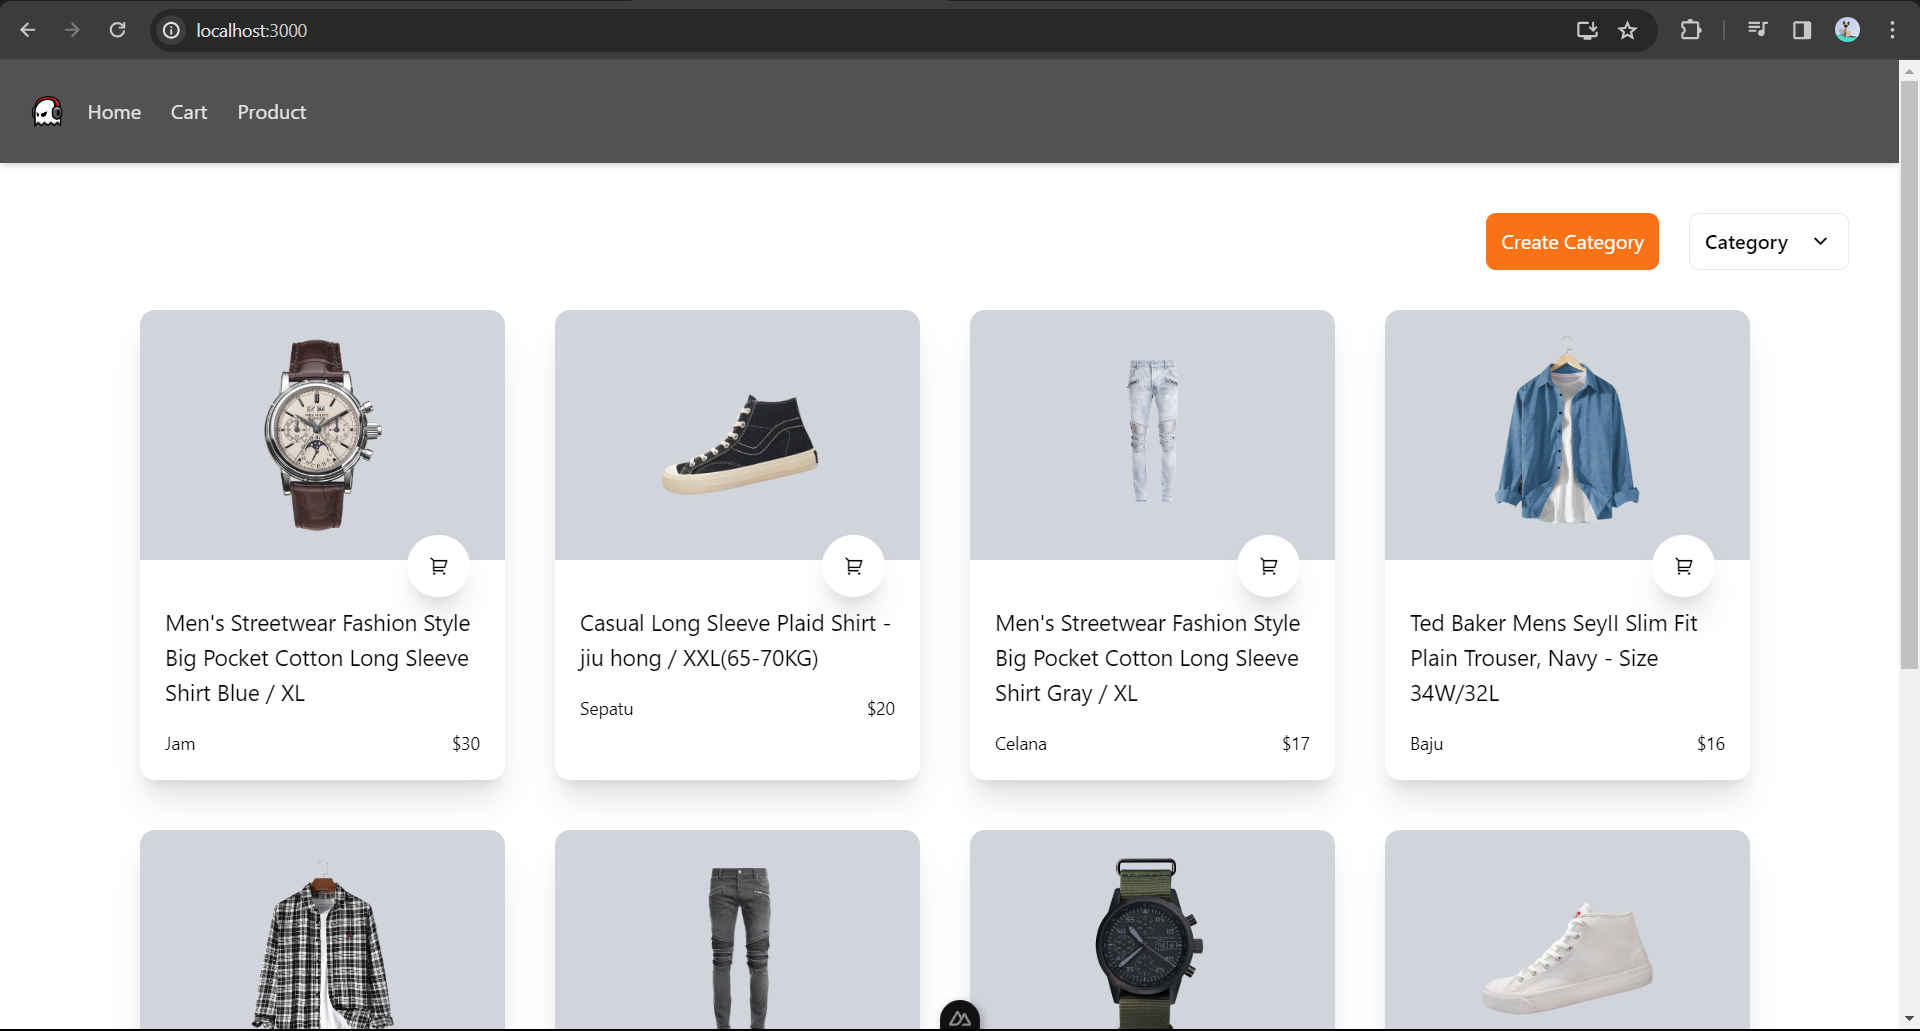 localhost:3000
Home Cart Product
Create Category
Category
Men's Streetwear Fashion Style
Big Pocket Cotton Long Sleeve
Shirt Blue / XL
Jam $30
Casual Long Sleeve Plaid Shirt -
jiu hong / XXL(65-70KG)
Sepatu $20
Men's Streetwear Fashion Style
Big Pocket Cotton Long Sleeve
Shirt Gray / XL
Celana $17
Ted Baker Mens Seyll Slim Fit
Plain Trouser, Navy - Size
34W/32L
Baju $16